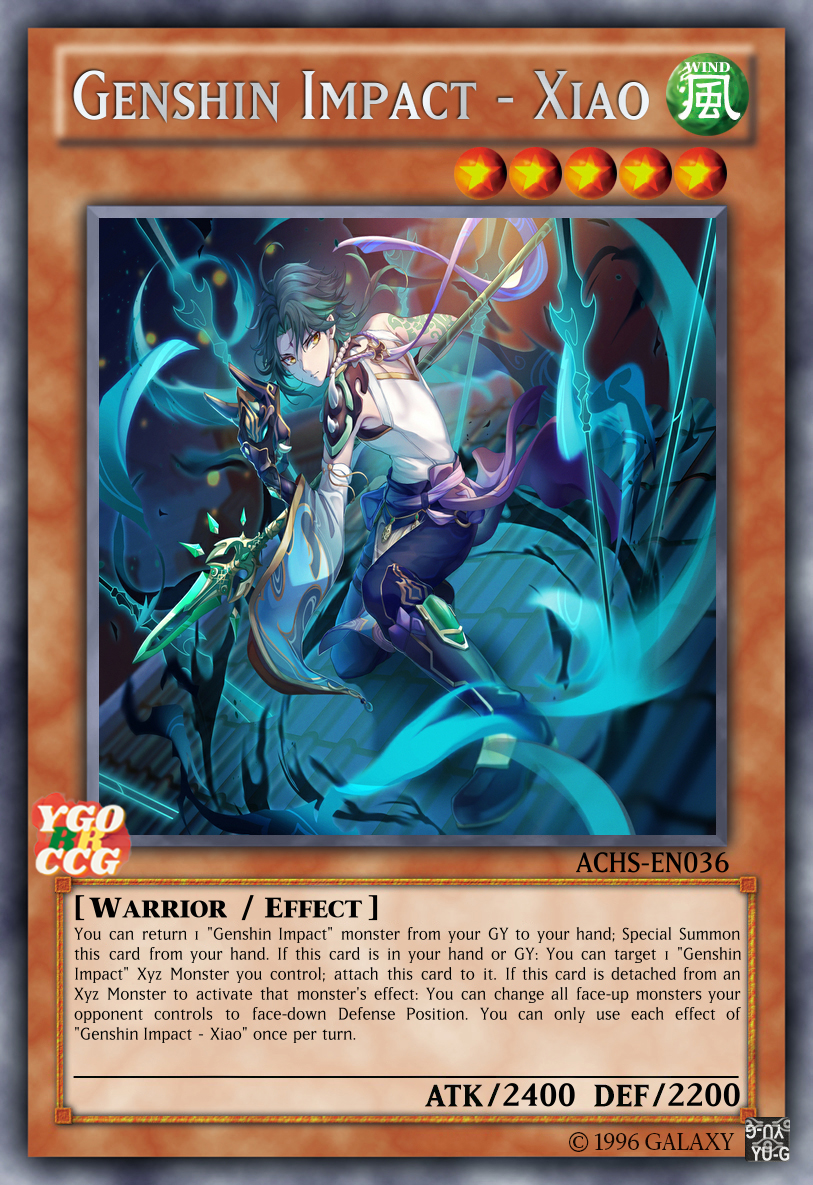 Genshin Impact - Xiao
WIND
風
YGO
BR
CCG
ACHS-EN036
[ Warrior / Effect ]
You can return 1 "Genshin Impact" monster from your GY to your hand; Special Summon
this card from your hand. If this card is in your hand or GY: You can target 1 "Genshin
Impact" Xyz Monster you control; attach this card to it. If this card is detached from an
Xyz Monster to activate that monster's effect: You can change all face-up monsters your
opponent controls to face-down Defense Position. You can only use each effect of
"Genshin Impact - Xiao" once per turn.
ATK/2400 DEF/2200
© 1996 GALAXY
YU-G
YU-G